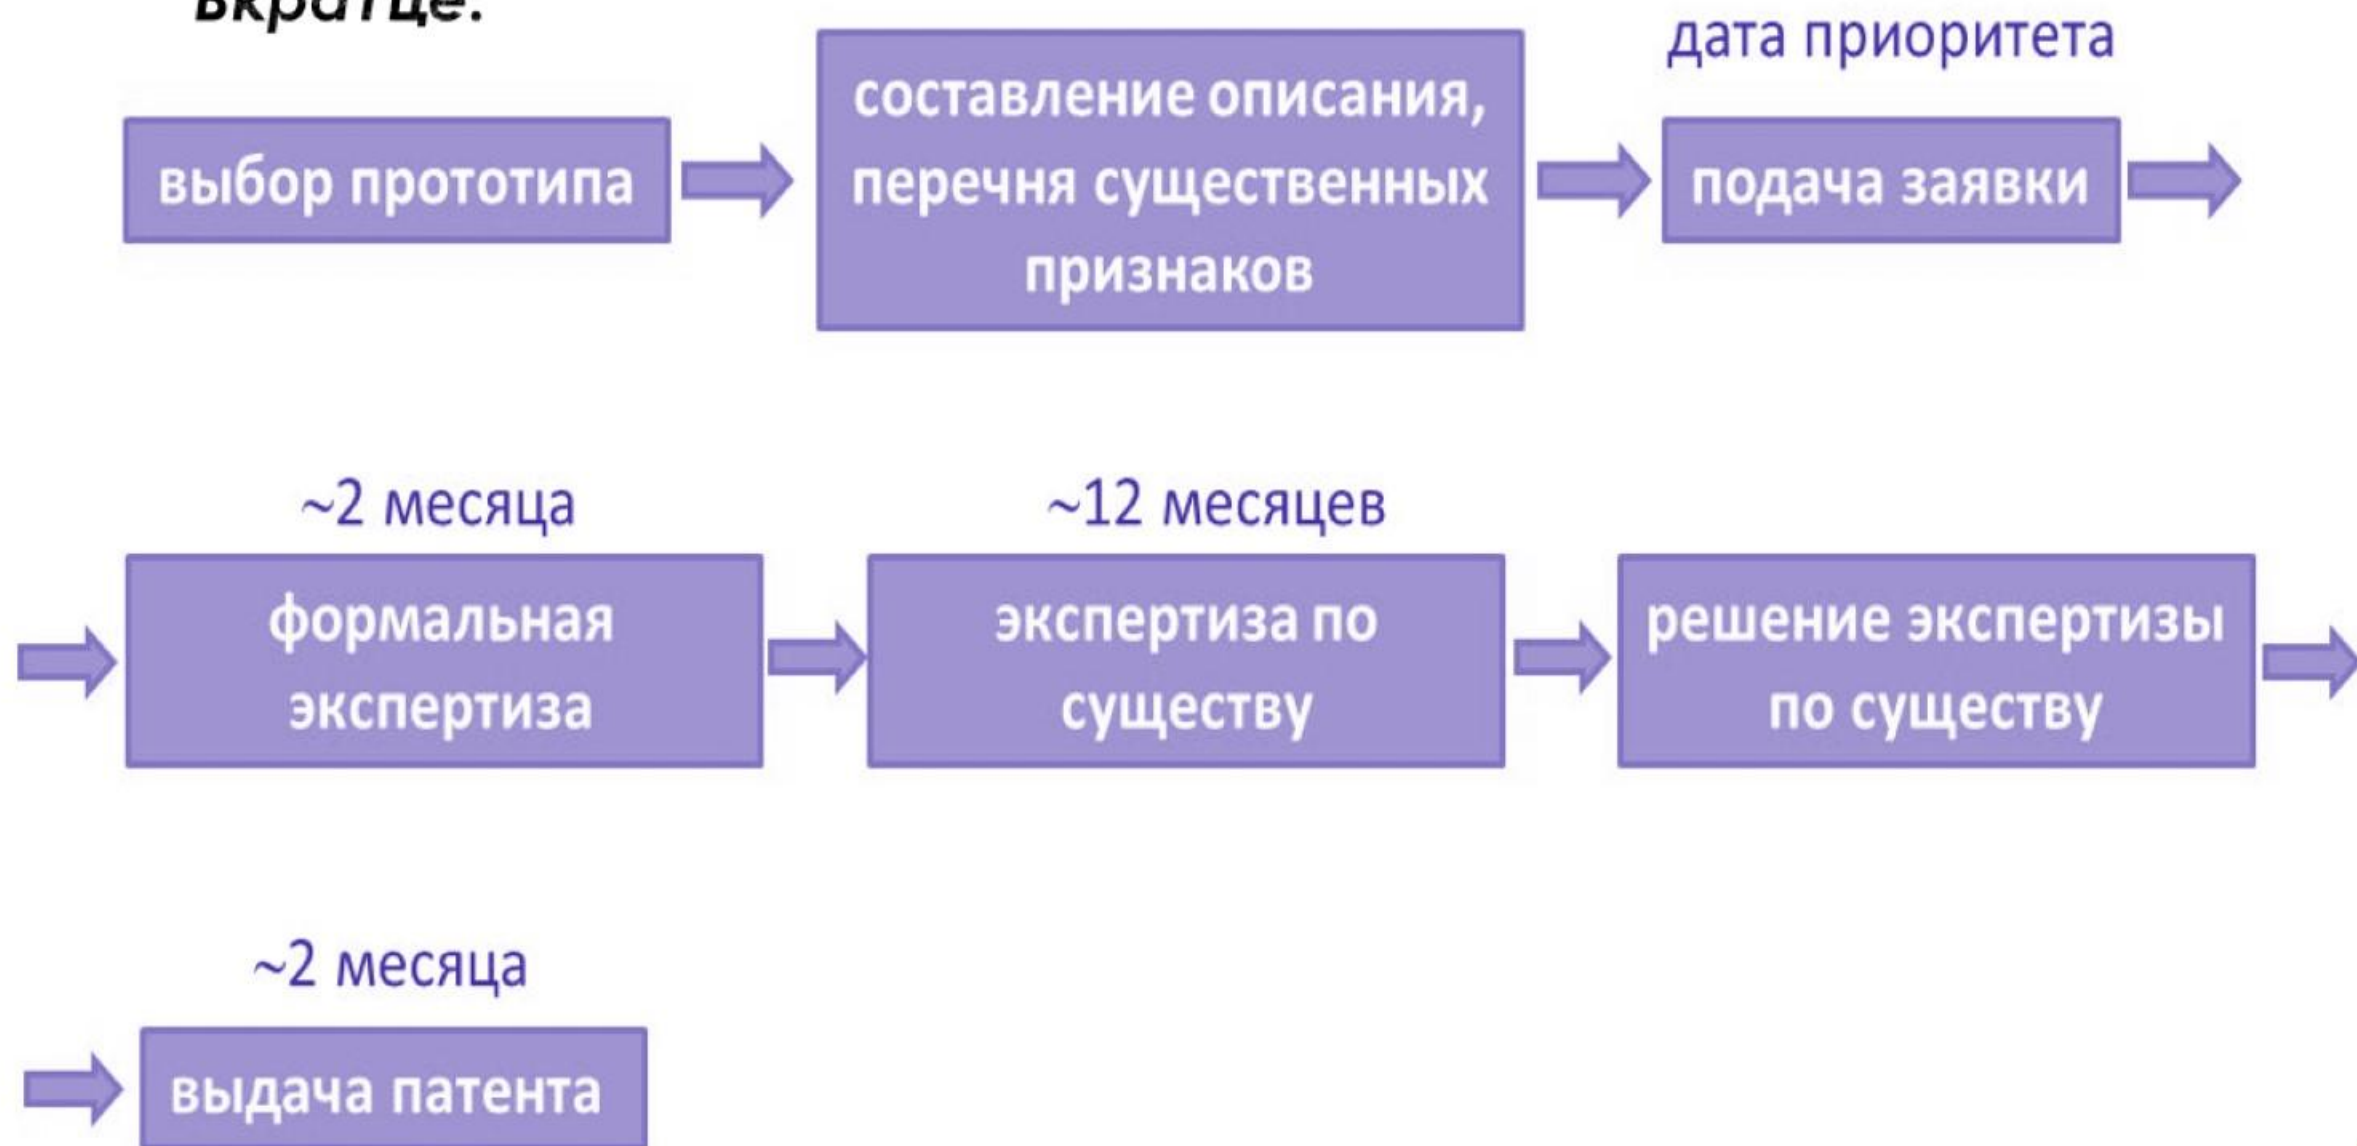 вкратце:
дата приоритета
выбор прототипа
составление описания,
перечня существенных
признаков
подача заявки
~2 месяца
формальная
экспертиза
~12 месяцев
экспертиза по
существу
решение экспертизы
по существу
~2 месяца
выдача патента